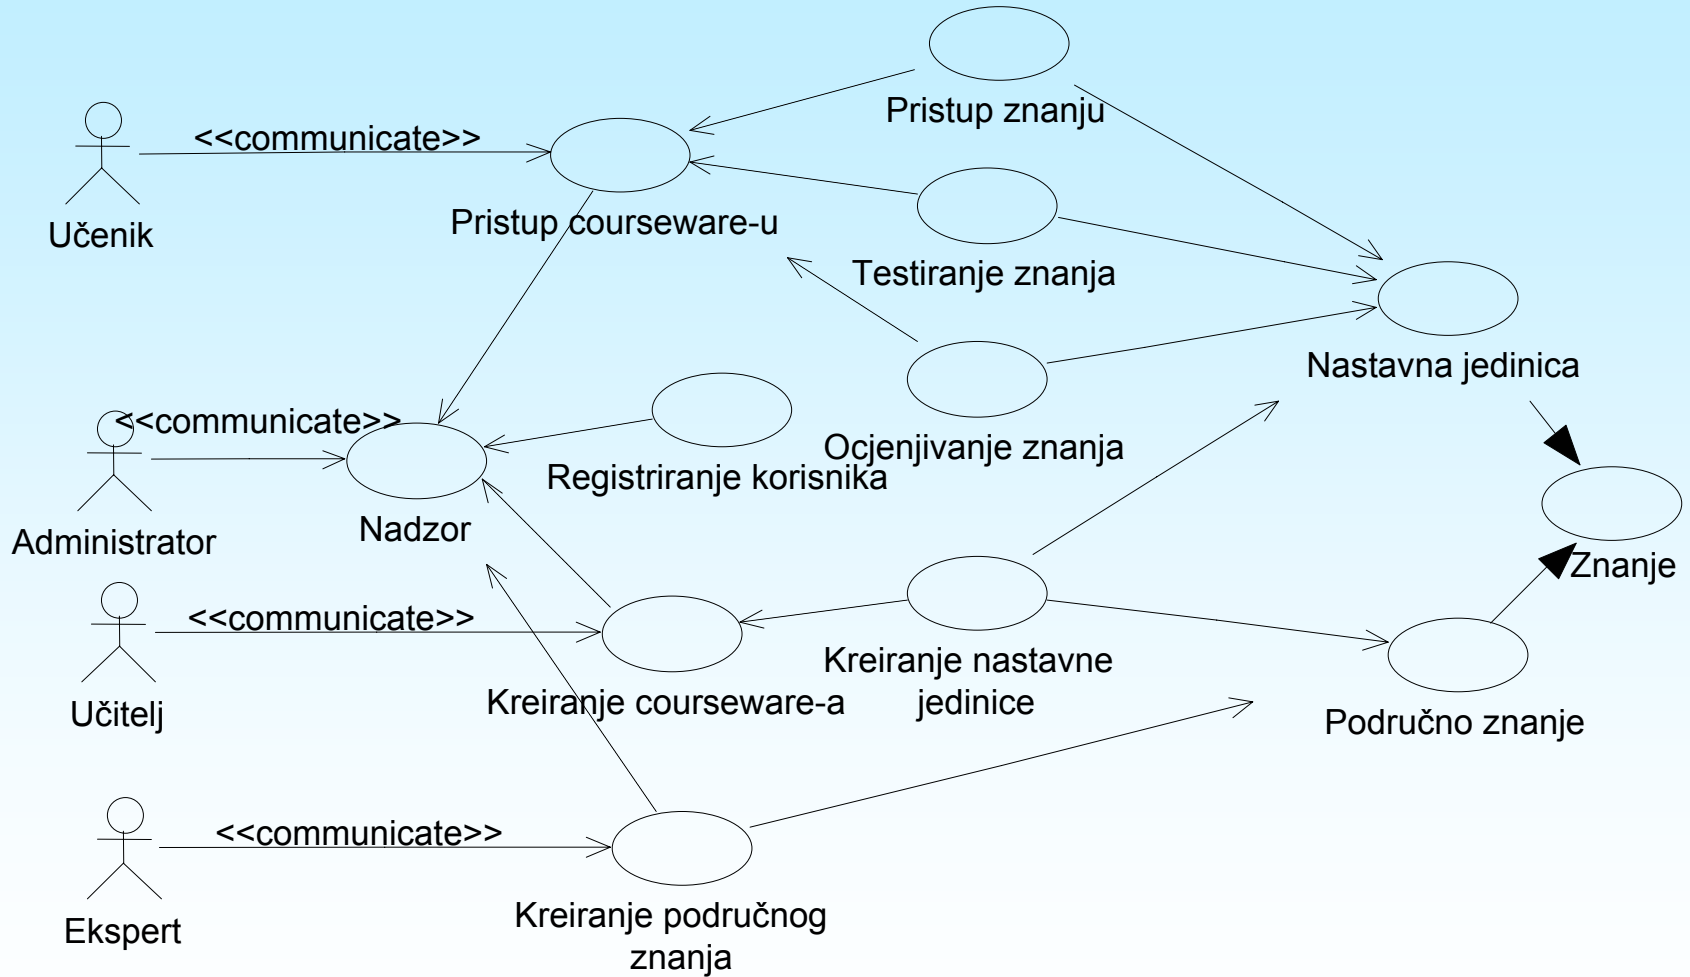 Pristup znanju
<<communicate>>
Učenik
Pristup courseware-u
Testiranje znanja
Nastavna jedinica
<<communicate>>
Ocjenjivanje znanja
Registriranje korisnika
Nadzor
Administrator
Znanje
<<communicate>>
Kreiranje nastavne
jedinice
Kreiranje courseware-a
Učitelj
Područno znanje
<<communicate>>
Kreiranje područnog
znanja
Ekspert